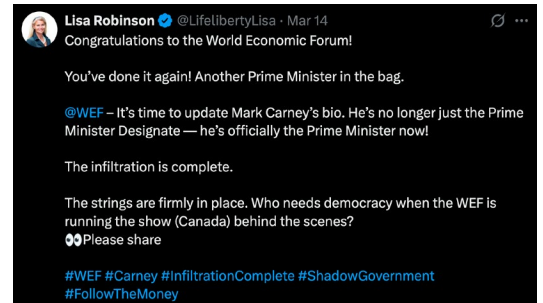 Lisa Robinson @LifelibertyLisa · Mar 14
Congratulations to the World Economic Forum!
You’ve done it again! Another Prime Minister in the bag.
@WEF – It’s time to update Mark Carney’s bio. He’s no longer just the Prime
Minister Designate — he’s officially the Prime Minister now!
The infiltration is complete.
The strings are firmly in place. Who needs democracy when the WEF is
running the show (Canada) behind the scenes?
👀Please share
#WEF #Carney #InfiltrationComplete #ShadowGovernment
#FollowTheMoney